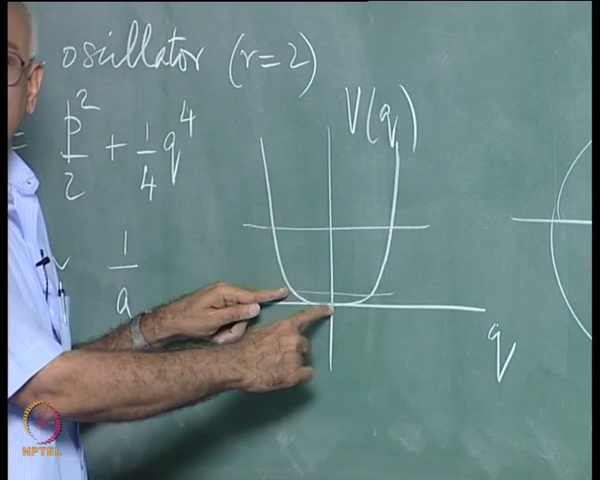 oscillator (r=2)
= p²/2 + 1/4 q⁴
V(q)
~ 1/a
q
NPTEL